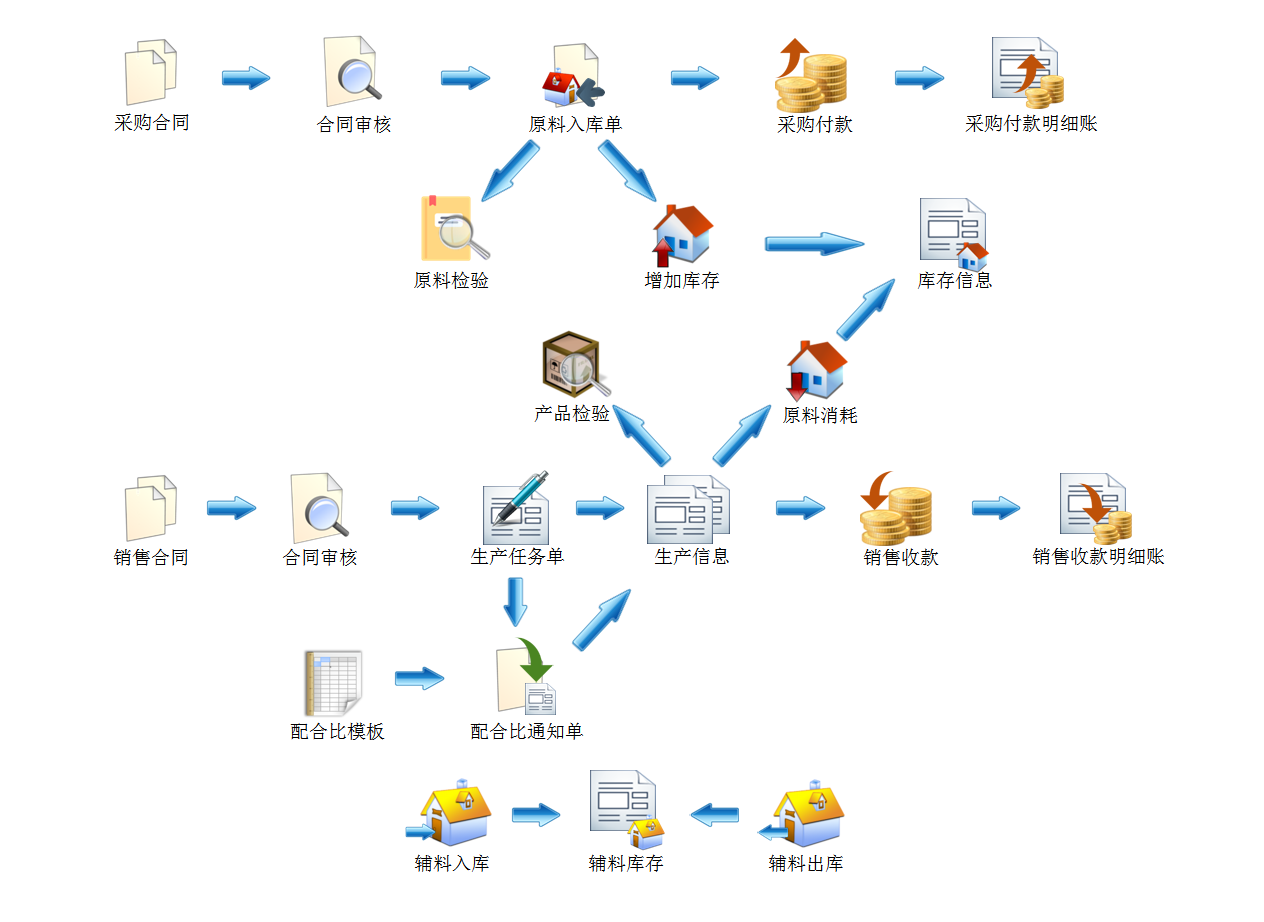 采购合同
合同审核
原料入库单
采购付款
采购付款明细账
原料检验
增加库存
库存信息
产品检验
原料消耗
销售合同
合同审核
生产任务单
生产信息
销售收款
销售收款明细账
配合比模板
配合比通知单
辅料入库
辅料库存
辅料出库